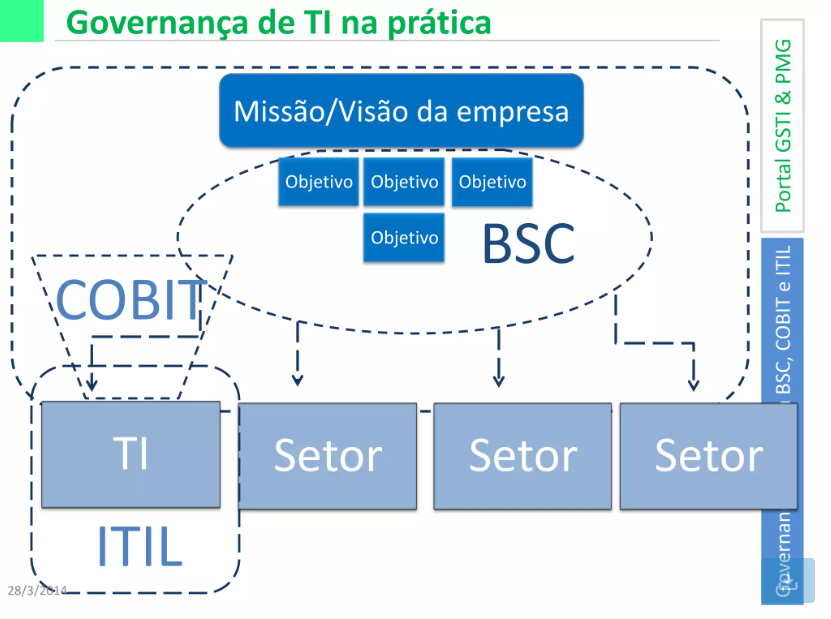 Governança de TI na prática
Missão/Visão da empresa
Objetivo Objetivo Objetivo
Objetivo
BSC
COBIT
TI Setor Setor Setor
ITIL
28/3/2014
Portal GSTI & PMG
BSC, COBIT e ITIL